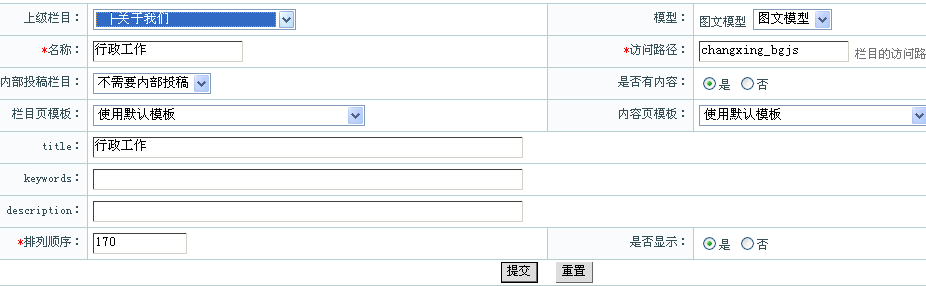 上级栏目： ├关于我们 模型： 图文模型 图文模型
*名称： 行政工作 *访问路径： changxing_bgjs 栏目的访问路
内部投稿栏目： 不需要内部投稿 是否有内容： 是 否
栏目页模板： 使用默认模板 内容页模板： 使用默认模板
title： 行政工作
keywords：
description：
*排列顺序： 170 是否显示： 是 否
提交 重置